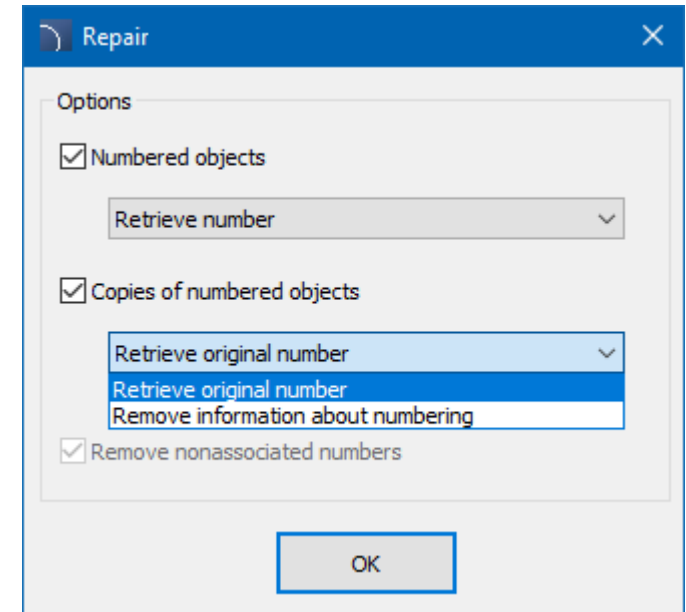 Repair
Options
Numbered objects
Retrieve number
Copies of numbered objects
Retrieve original number
Retrieve original number
Remove information about numbering
Remove nonassociated numbers
OK